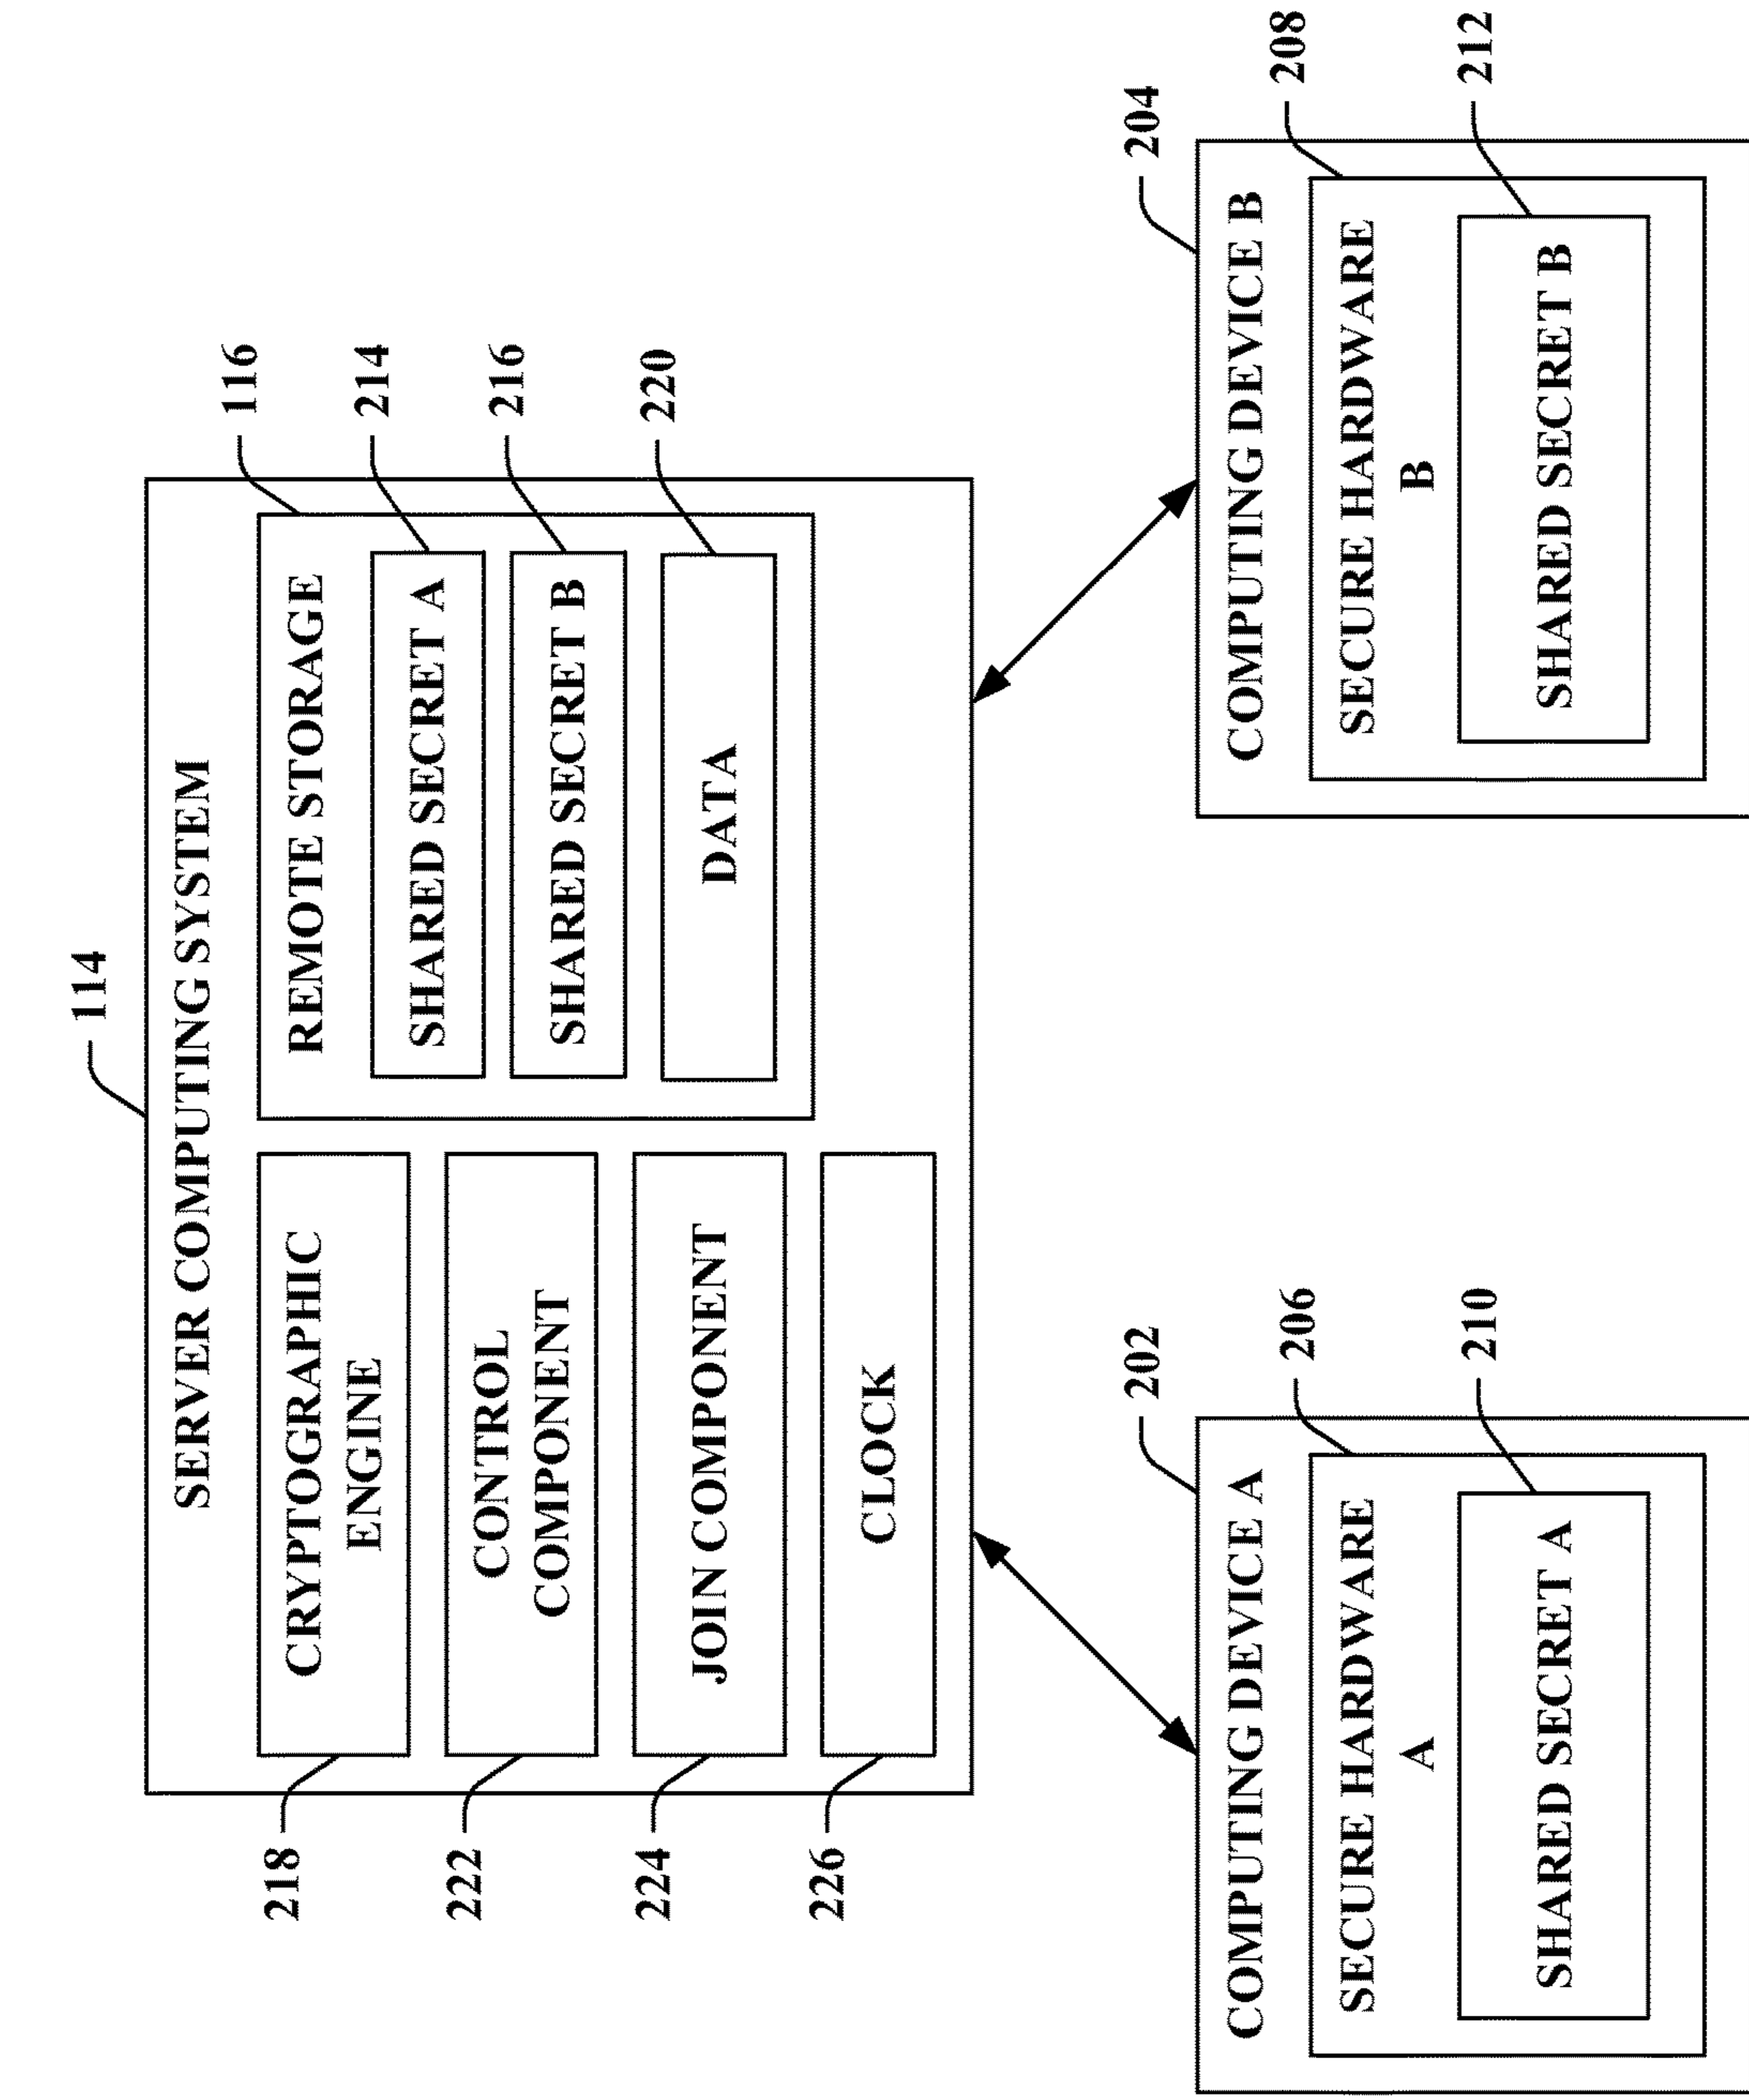 114
SERVER COMPUTING SYSTEM
218
CRYPTOGRAPHIC
ENGINE
222
CONTROL
COMPONENT
224
JOIN COMPONENT
226
CLOCK
116
REMOTE STORAGE
214
SHARED SECRET A
216
SHARED SECRET B
220
DATA
202
COMPUTING DEVICE A
206
SECURE HARDWARE
A
210
SHARED SECRET A
204
COMPUTING DEVICE B
208
SECURE HARDWARE
B
212
SHARED SECRET B